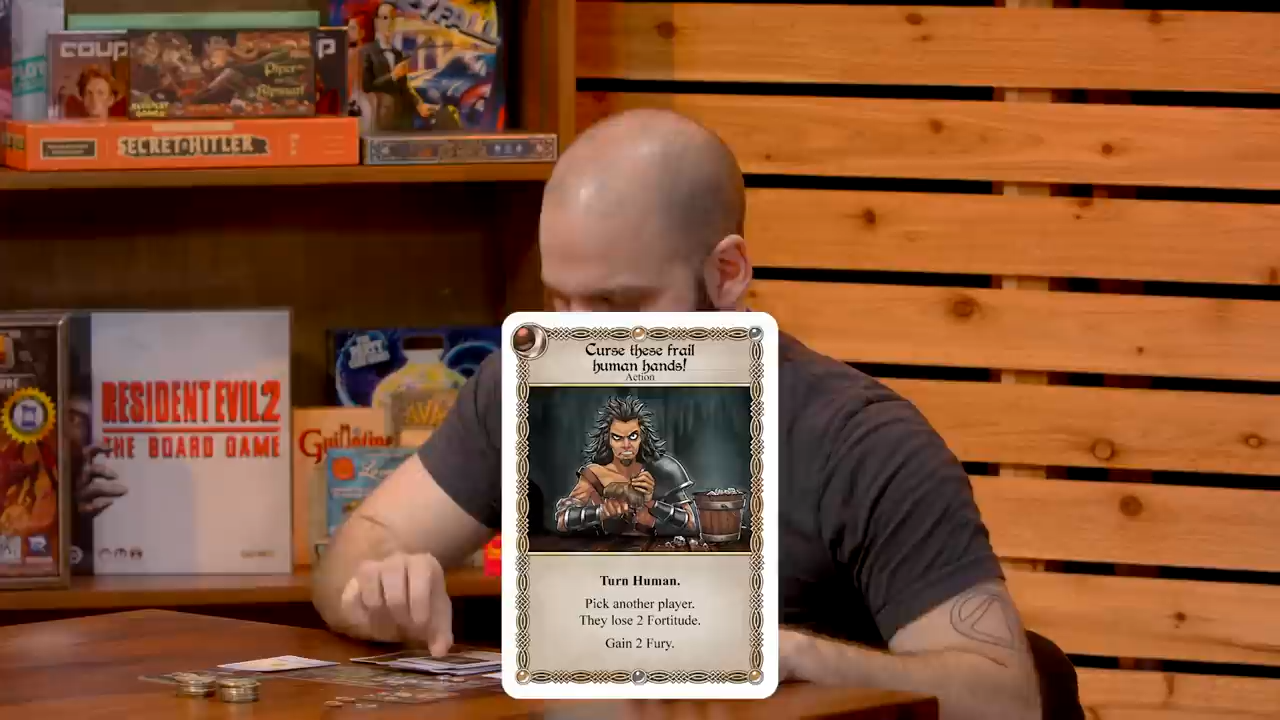 COUP
Piper
SECRET HITLER
RESIDENT EVIL 2
THE BOARD GAME
Guillotine
Curse these frail
human hands!
Action
Turn Human.
Pick another player.
They lose 2 Fortitude.
Gain 2 Fury.